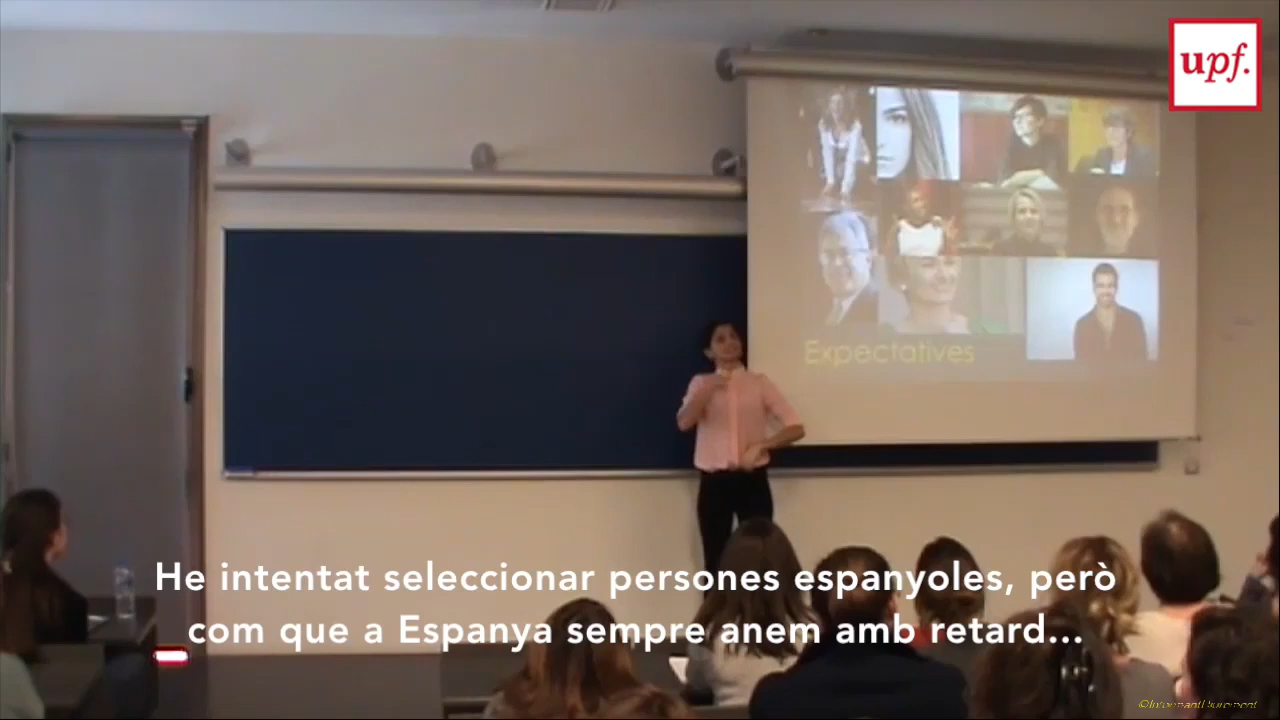 upf.
Expectatives
He intentat seleccionar persones espanyoles, però
com que a Espanya sempre anem amb retard...